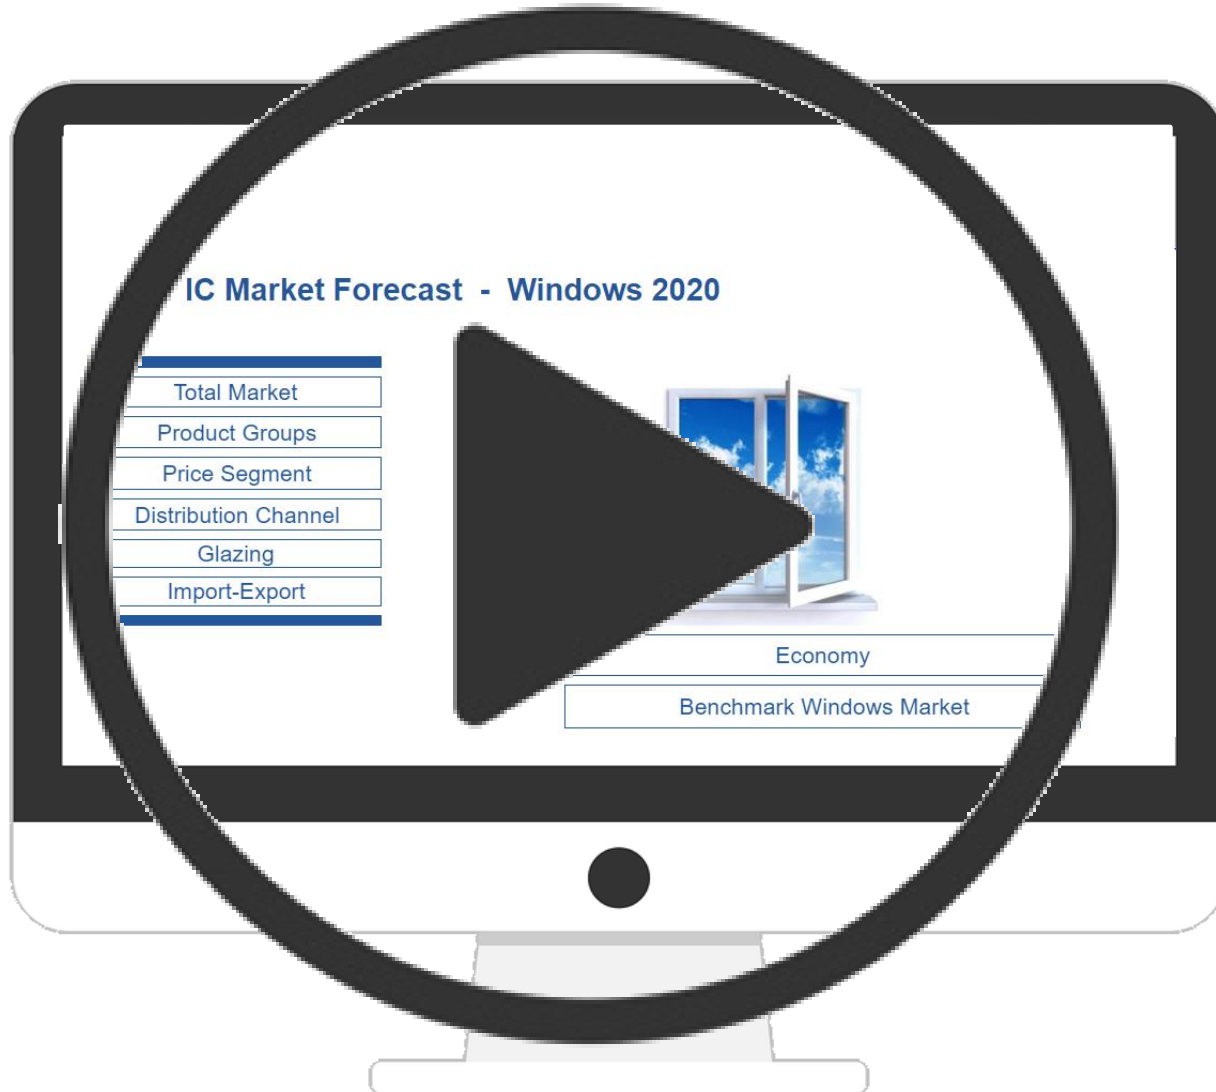 IC Market Forecast - Windows 2020
Total Market
Product Groups
Price Segment
Distribution Channel
Glazing
Import-Export
Economy
Benchmark Windows Market